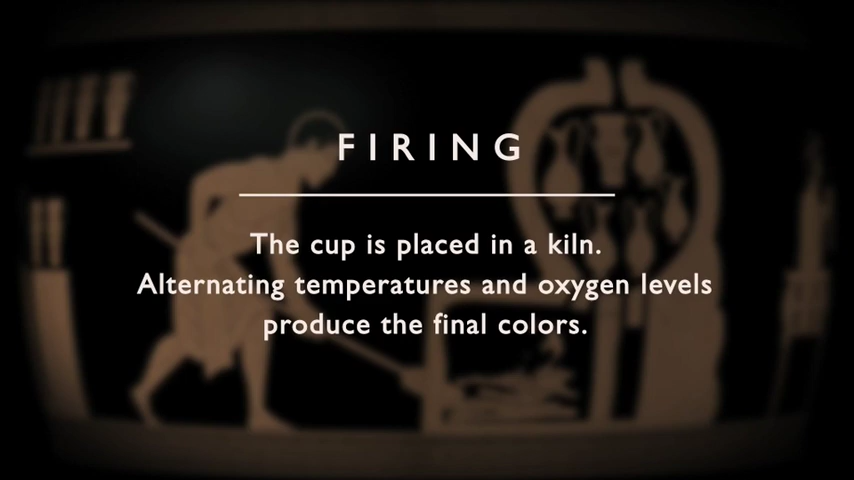 FIRING
The cup is placed in a kiln.
Alternating temperatures and oxygen levels
produce the final colors.